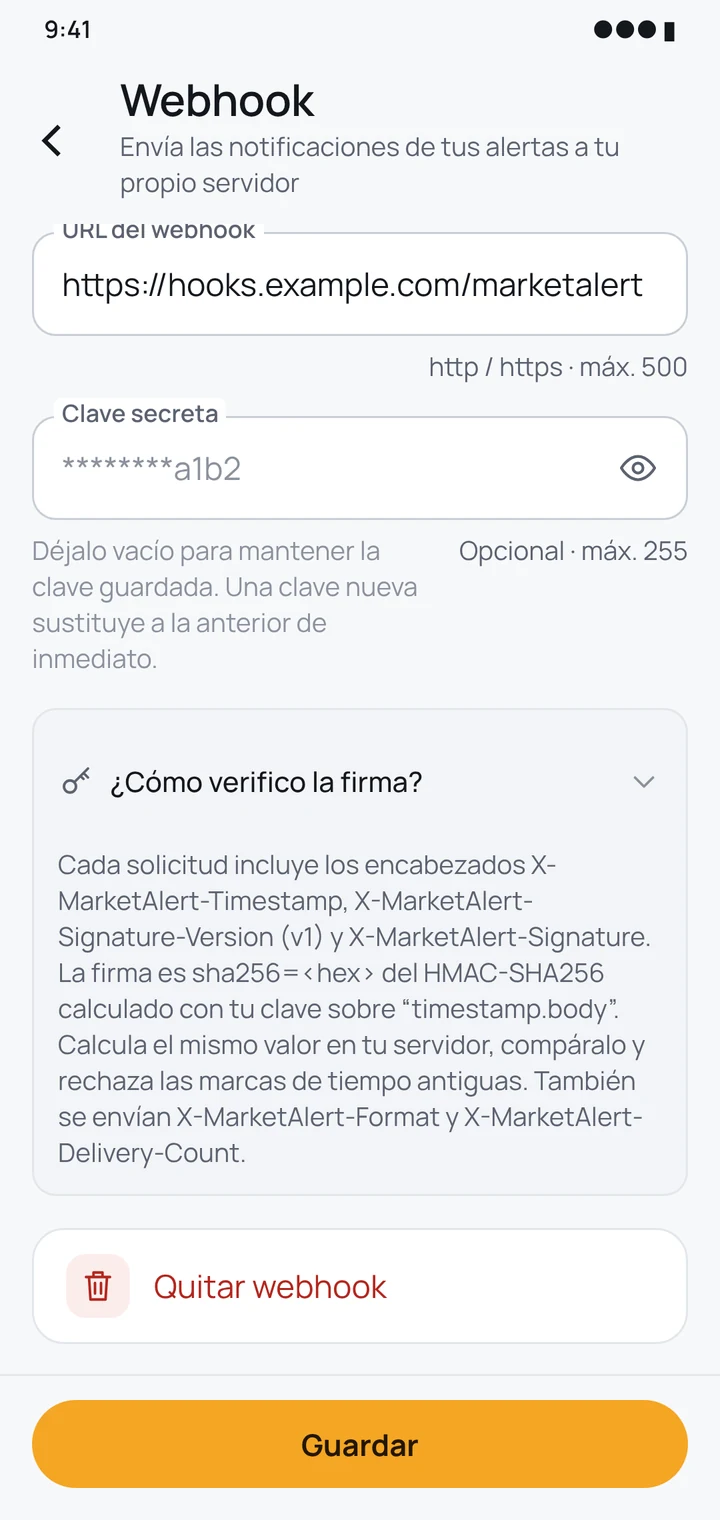 9:41
Webhook
Envía las notificaciones de tus alertas a tu
propio servidor
URL del webhook
https://hooks.example.com/marketalert
http / https · máx. 500
Clave secreta
********a1b2
Déjalo vacío para mantener la
clave guardada. Una clave nueva
sustituye a la anterior de
inmediato.
Opcional · máx. 255
¿Cómo verifico la firma?
Cada solicitud incluye los encabezados X-
MarketAlert-Timestamp, X-MarketAlert-
Signature-Version (v1) y X-MarketAlert-Signature.
La firma es sha256=<hex> del HMAC-SHA256
calculado con tu clave sobre “timestamp.body”.
Calcula el mismo valor en tu servidor, compáralo y
rechaza las marcas de tiempo antiguas. También
se envían X-MarketAlert-Format y X-MarketAlert-
Delivery-Count.
Quitar webhook
Guardar